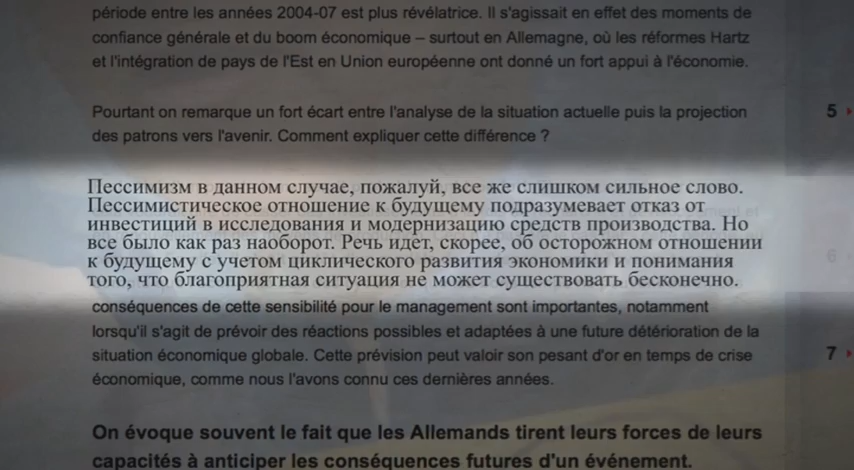 période entre les années 2004-07 est plus révélatrice. Il s'agissait en effet des moments de
confiance générale et du boom économique – surtout en Allemagne, où les réformes Hartz
et l'intégration de pays de l'Est en Union européenne ont donné un fort appui à l'économie.
Pourtant on remarque un fort écart entre l'analyse de la situation actuelle puis la projection
des patrons vers l'avenir. Comment expliquer cette différence ?
5
Пессимизм в данном случае, пожалуй, все же слишком сильное слово.
Пессимистическое отношение к будущему подразумевает отказ от
инвестиций в исследования и модернизацию средств производства. Но
все было как раз наоборот. Речь идет, скорее, об осторожном отношении
к будущему с учетом циклического развития экономики и понимания
того, что благоприятная ситуация не может существовать бесконечно.
6
conséquences de cette sensibilité pour le management sont importantes, notamment
lorsqu'il s'agit de prévoir des réactions possibles et adaptées à une future détérioration de la
situation économique globale. Cette prévision peut valoir son pesant d'or en temps de crise
économique, comme nous l'avons connu ces dernières années.
7
On évoque souvent le fait que les Allemands tirent leurs forces de leurs
capacités à anticiper les conséquences futures d'un événement.